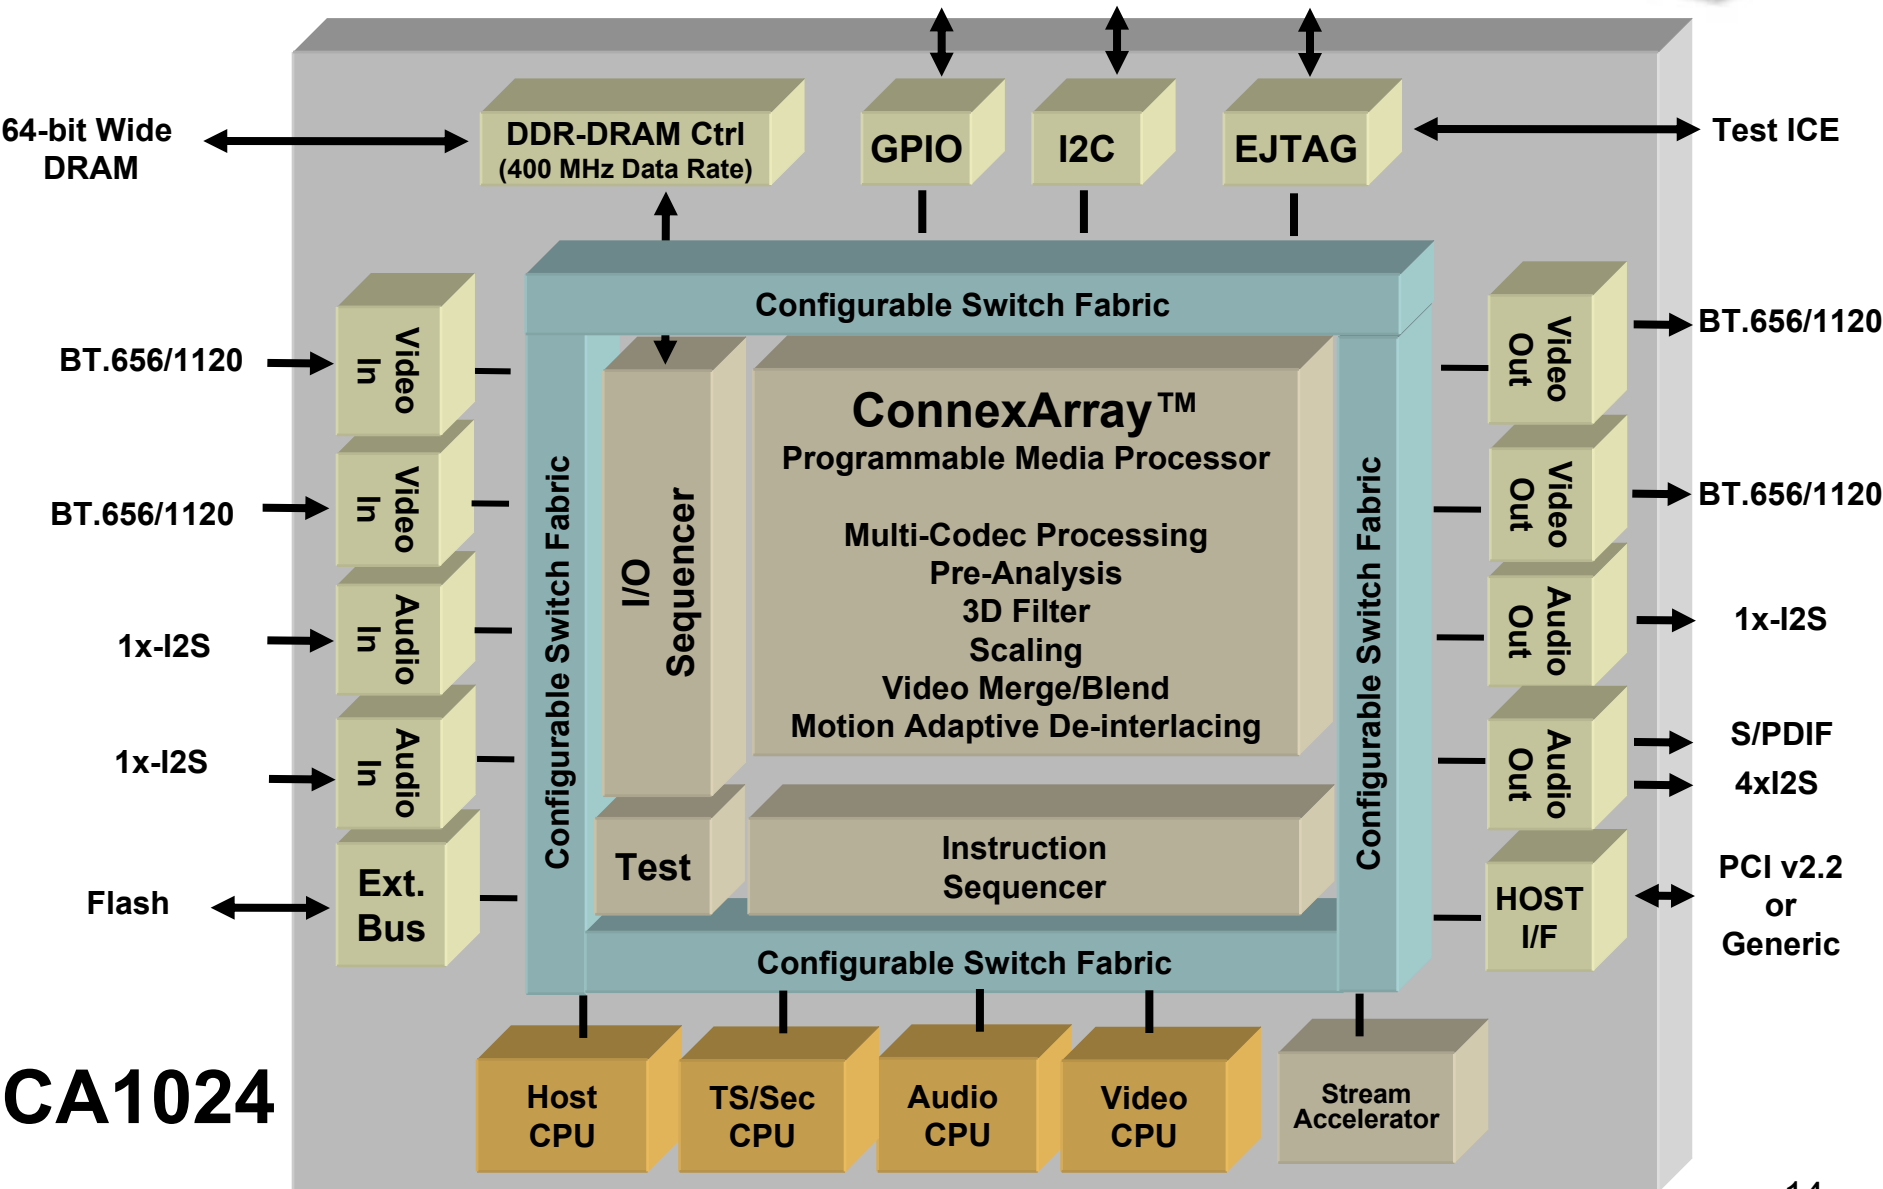 64-bit Wide
DRAM
DDR-DRAM Ctrl
(400 MHz Data Rate)
GPIO
I2C
EJTAG
Test ICE
Configurable Switch Fabric
BT.656/1120
Video
In
BT.656/1120
Video
In
1x-I2S
Audio
In
1x-I2S
Audio
In
Flash
Ext.
Bus
Configurable Switch Fabric
I/O
Sequencer
Test
ConnexArray™
Programmable Media Processor
Multi-Codec Processing
Pre-Analysis
3D Filter
Scaling
Video Merge/Blend
Motion Adaptive De-interlacing
Instruction
Sequencer
Configurable Switch Fabric
Video
Out
BT.656/1120
Video
Out
BT.656/1120
Audio
Out
1x-I2S
Audio
Out
S/PDIF
4xI2S
HOST
I/F
PCI v2.2
or
Generic
Configurable Switch Fabric
CA1024
Host
CPU
TS/Sec
CPU
Audio
CPU
Video
CPU
Stream
Accelerator
14